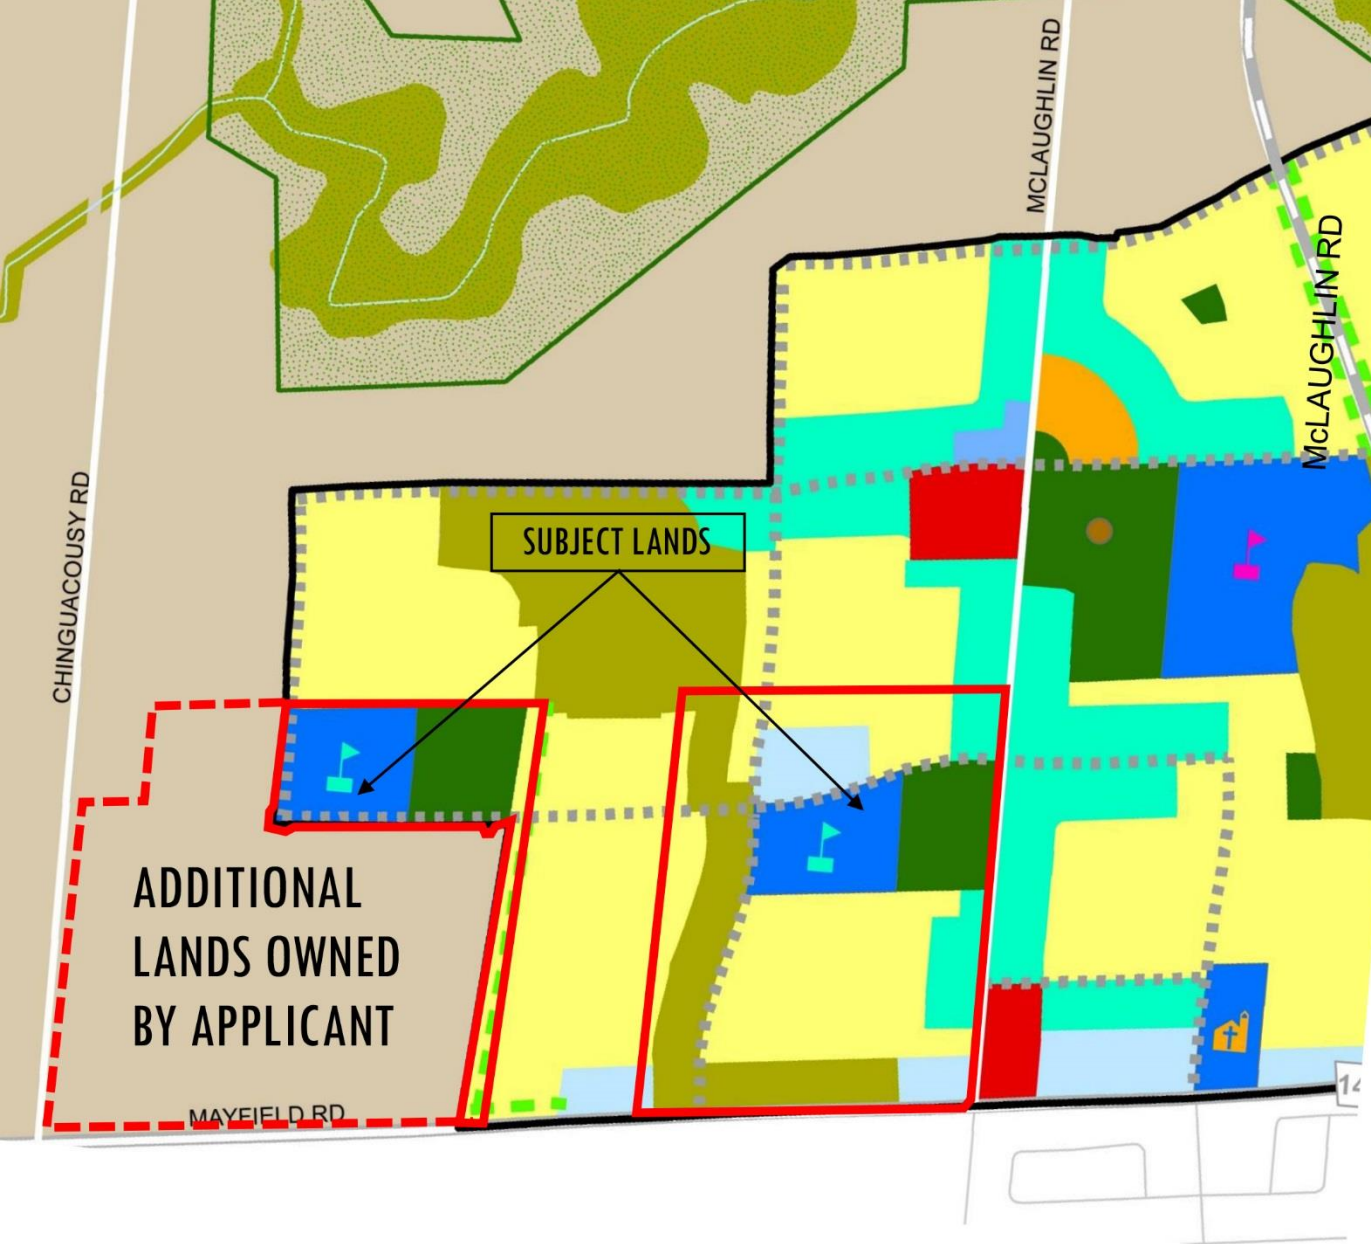 MCLAUGHLIN RD
McLAUGHLIN RD
CHINGUACOUSY RD
SUBJECT LANDS
ADDITIONAL
LANDS OWNED
BY APPLICANT
MAYFIELD RD